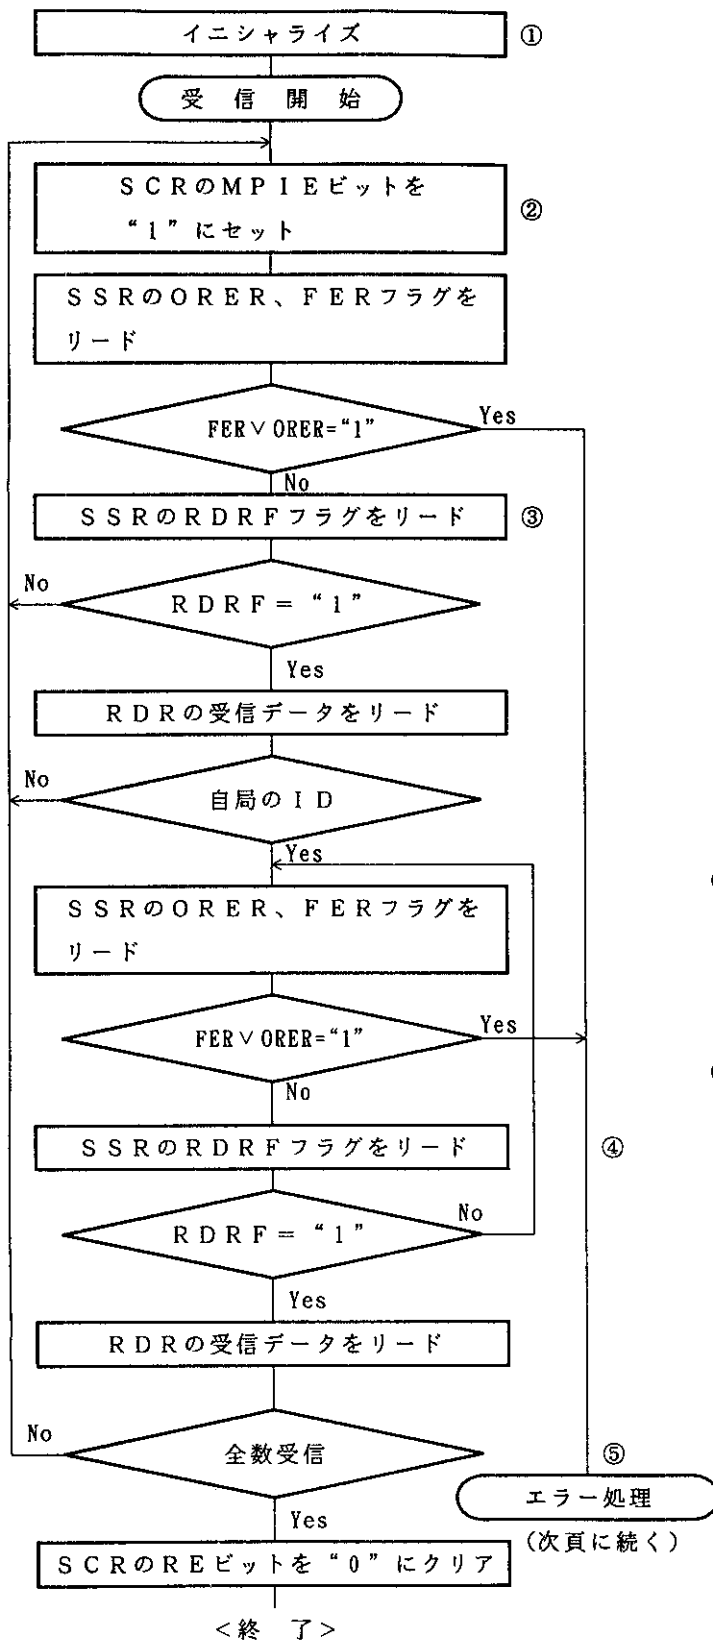 イニシャライズ ①
受信開始
SCRのMPIEビットを
“1”にセット ②
SSRのORER、FERフラグを
リード
FER∨ORER=“1” Yes
No
SSRのRDRFフラグをリード ③
No
RDRF=“1”
Yes
RDRの受信データをリード
No
自局のID
Yes
SSRのORER、FERフラグを
リード
FER∨ORER=“1” Yes
No
SSRのRDRFフラグをリード ④
RDRF=“1” No
Yes
RDRの受信データをリード
No
全数受信 ⑤
エラー処理
Yes
(次頁に続く)
SCRのREビットを“0”にクリア
<終 了>